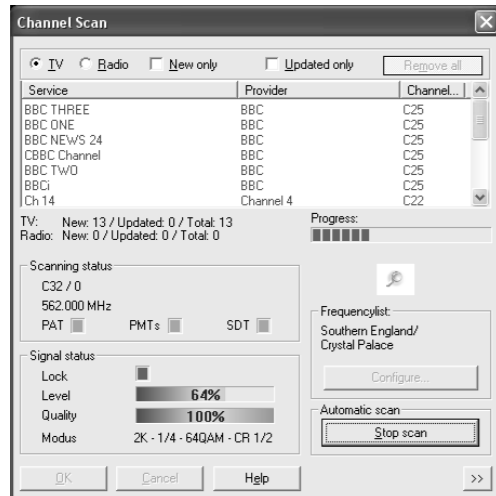 Channel Scan
TV Radio New only Updated only Remove all
Service Provider Channel...
BBC THREE BBC C25
BBC ONE BBC C25
BBC NEWS 24 BBC C25
CBBC Channel BBC C25
BBC TWO BBC C25
BBCi BBC C25
Ch 14 Channel 4 C22
TV: New: 13 / Updated: 0 / Total: 13
Radio: New: 0 / Updated: 0 / Total: 0
Progress:
Scanning status
C32 / 0
562.000 MHz
PAT PMTs SDT
Frequencylist:
Southern England/
Crystal Palace
Configure...
Signal status
Lock
Level 64%
Quality 100%
Modus 2K - 1/4 - 64QAM - CR 1/2
Automatic scan
Stop scan
OK Cancel Help >>